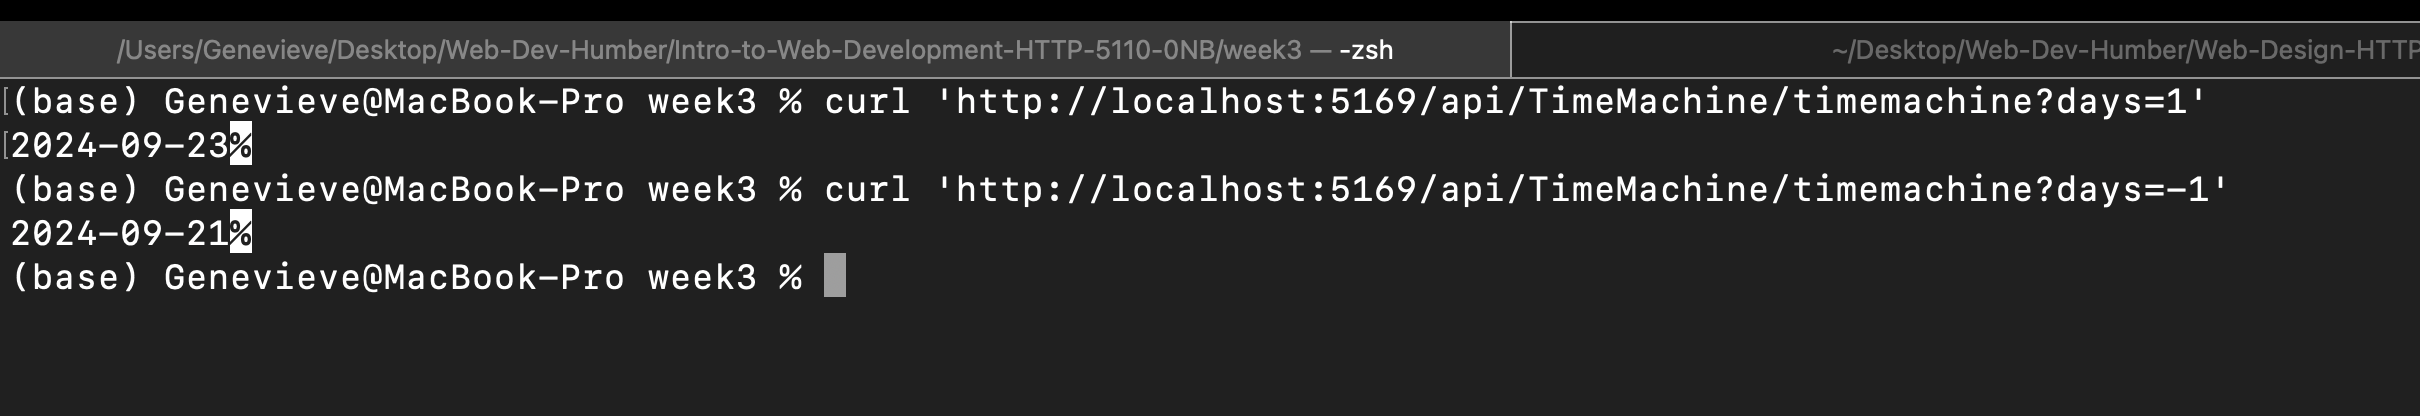 /Users/Genevieve/Desktop/Web-Dev-Humber/Intro-to-Web-Development-HTTP-5110-0NB/week3 — -zsh
~/Desktop/Web-Dev-Humber/Web-Design-HTTP
[(base) Genevieve@MacBook-Pro week3 % curl 'http://localhost:5169/api/TimeMachine/timemachine?days=1'
[2024-09-23%
(base) Genevieve@MacBook-Pro week3 % curl 'http://localhost:5169/api/TimeMachine/timemachine?days=-1'
2024-09-21%
(base) Genevieve@MacBook-Pro week3 %